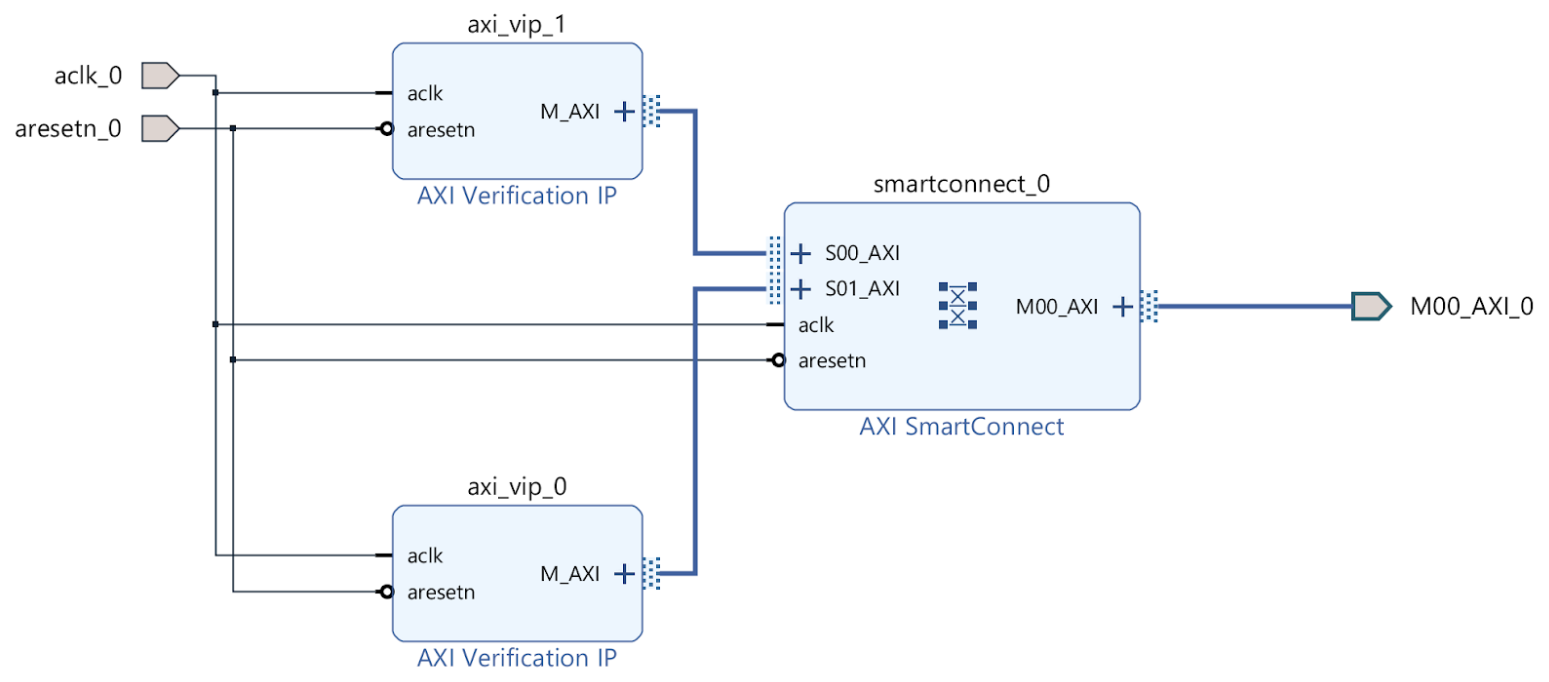 axi_vip_1
aclk_0
aclk
M_AXI
aresetn_0
aresetn
AXI Verification IP
smartconnect_0
S00_AXI
S01_AXI
M00_AXI
M00_AXI_0
aclk
aresetn
AXI SmartConnect
axi_vip_0
aclk
M_AXI
aresetn
AXI Verification IP